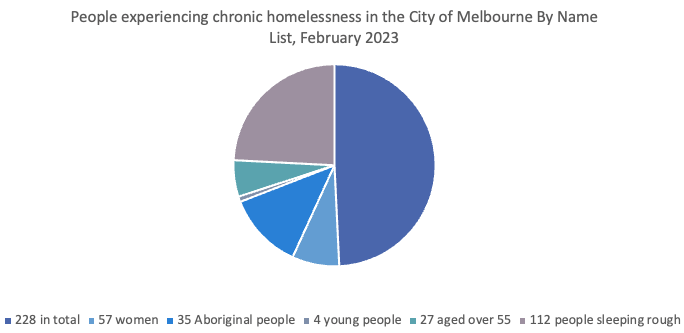 People experiencing chronic homelessness in the City of Melbourne By Name
List, February 2023
228 in total 57 women 35 Aboriginal people 4 young people 27 aged over 55 112 people sleeping rough